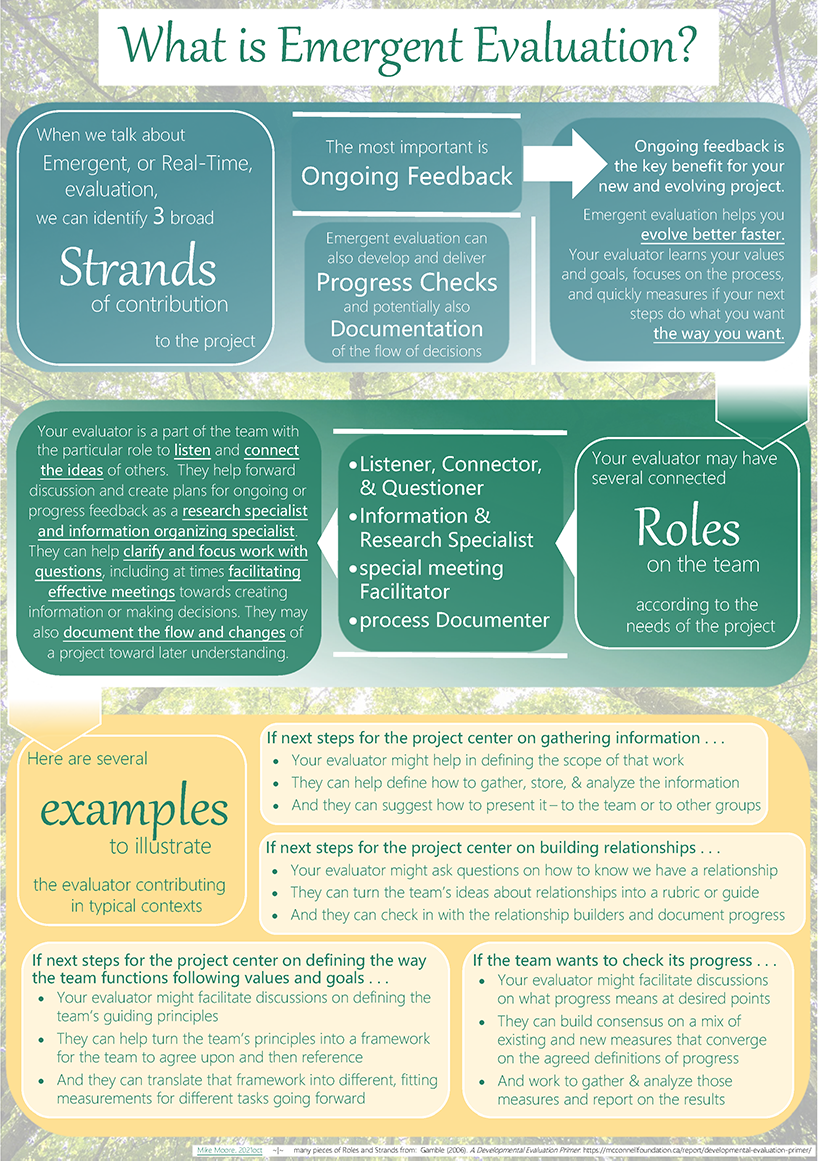 What is Emergent Evaluation?
When we talk about
Emergent, or Real-Time,
evaluation,
we can identify 3 broad
Strands
of contribution
to the project
The most important is
Ongoing Feedback
Emergent evaluation can
also develop and deliver
Progress Checks
and potentially also
Documentation
of the flow of decisions
Ongoing feedback is
the key benefit for your
new and evolving project.
Emergent evaluation helps you
evolve better faster.
Your evaluator learns your values
and goals, focuses on the process,
and quickly measures if your next
steps do what you want
the way you want.
Your evaluator may have
several connected
Roles
on the team
according to the
needs of the project
•Listener, Connector,
& Questioner
•Information &
Research Specialist
•special meeting
Facilitator
•process Documenter
Your evaluator is a part of the team with
the particular role to listen and connect
the ideas of others. They help forward
discussion and create plans for ongoing or
progress feedback as a research specialist
and information organizing specialist.
They can help clarify and focus work with
questions, including at times facilitating
effective meetings towards creating
information or making decisions. They may
also document the flow and changes of
a project toward later understanding.
Here are several
examples
to illustrate
the evaluator contributing
in typical contexts
If next steps for the project center on gathering information . . .
• Your evaluator might help in defining the scope of that work
• They can help define how to gather, store, & analyze the information
• And they can suggest how to present it – to the team or to other groups
If next steps for the project center on building relationships . . .
• Your evaluator might ask questions on how to know we have a relationship
• They can turn the team's ideas about relationships into a rubric or guide
• And they can check in with the relationship builders and document progress
If next steps for the project center on defining the way
the team functions following values and goals . . .
• Your evaluator might facilitate discussions on defining the
team's guiding principles
• They can help turn the team's principles into a framework
for the team to agree upon and then reference
• And they can translate that framework into different, fitting
measurements for different tasks going forward
If the team wants to check its progress . . .
• Your evaluator might facilitate discussions
on what progress means at desired points
• They can build consensus on a mix of
existing and new measures that converge
on the agreed definitions of progress
• And work to gather & analyze those
measures and report on the results
Mike Moore, 2021oct ~|~ many pieces of Roles and Strands from: Gamble (2006). A Developmental Evaluation Primer. https://mcconnellfoundation.ca/report/developmental-evaluation-primer/